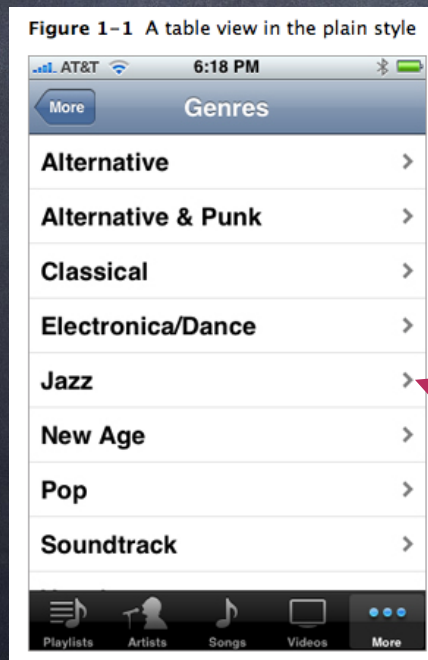 Figure 1-1 A table view in the plain style
AT&T 6:18 PM
More Genres
Alternative
Alternative & Punk
Classical
Electronica/Dance
Jazz
New Age
Pop
Soundtrack
Playlists Artists Songs Videos More